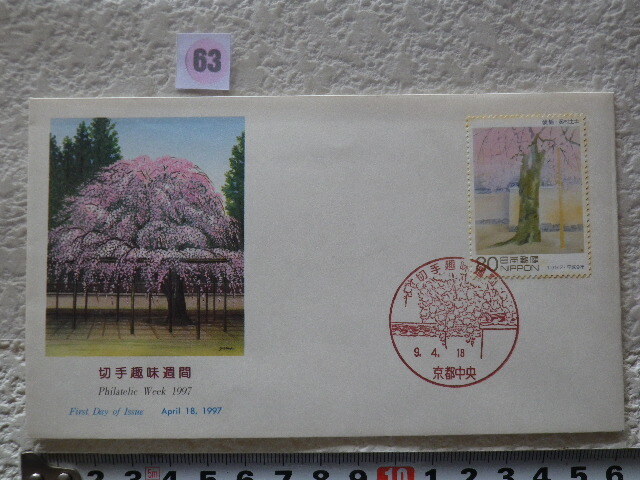 63
80 日本郵便
NIPPON
切手趣味週間
9. 4. 18
京都中央
切手趣味週間
Philatelic Week 1997
First Day of Issue April 18, 1997
2 3 5m 4 5 6 7 8 9 10 1 2 3 4 5 6